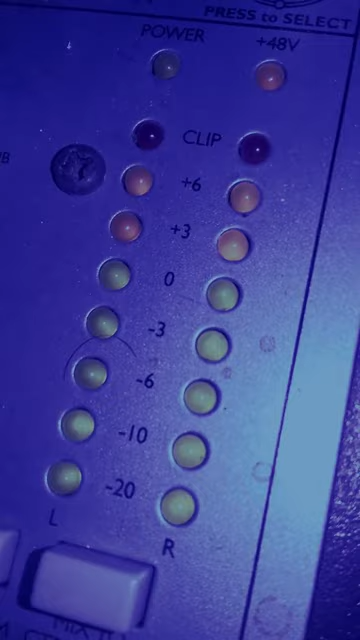 PRESS to SELECT
POWER +48V
CLIP
+6
+3
0
-3
-6
-10
-20
L R